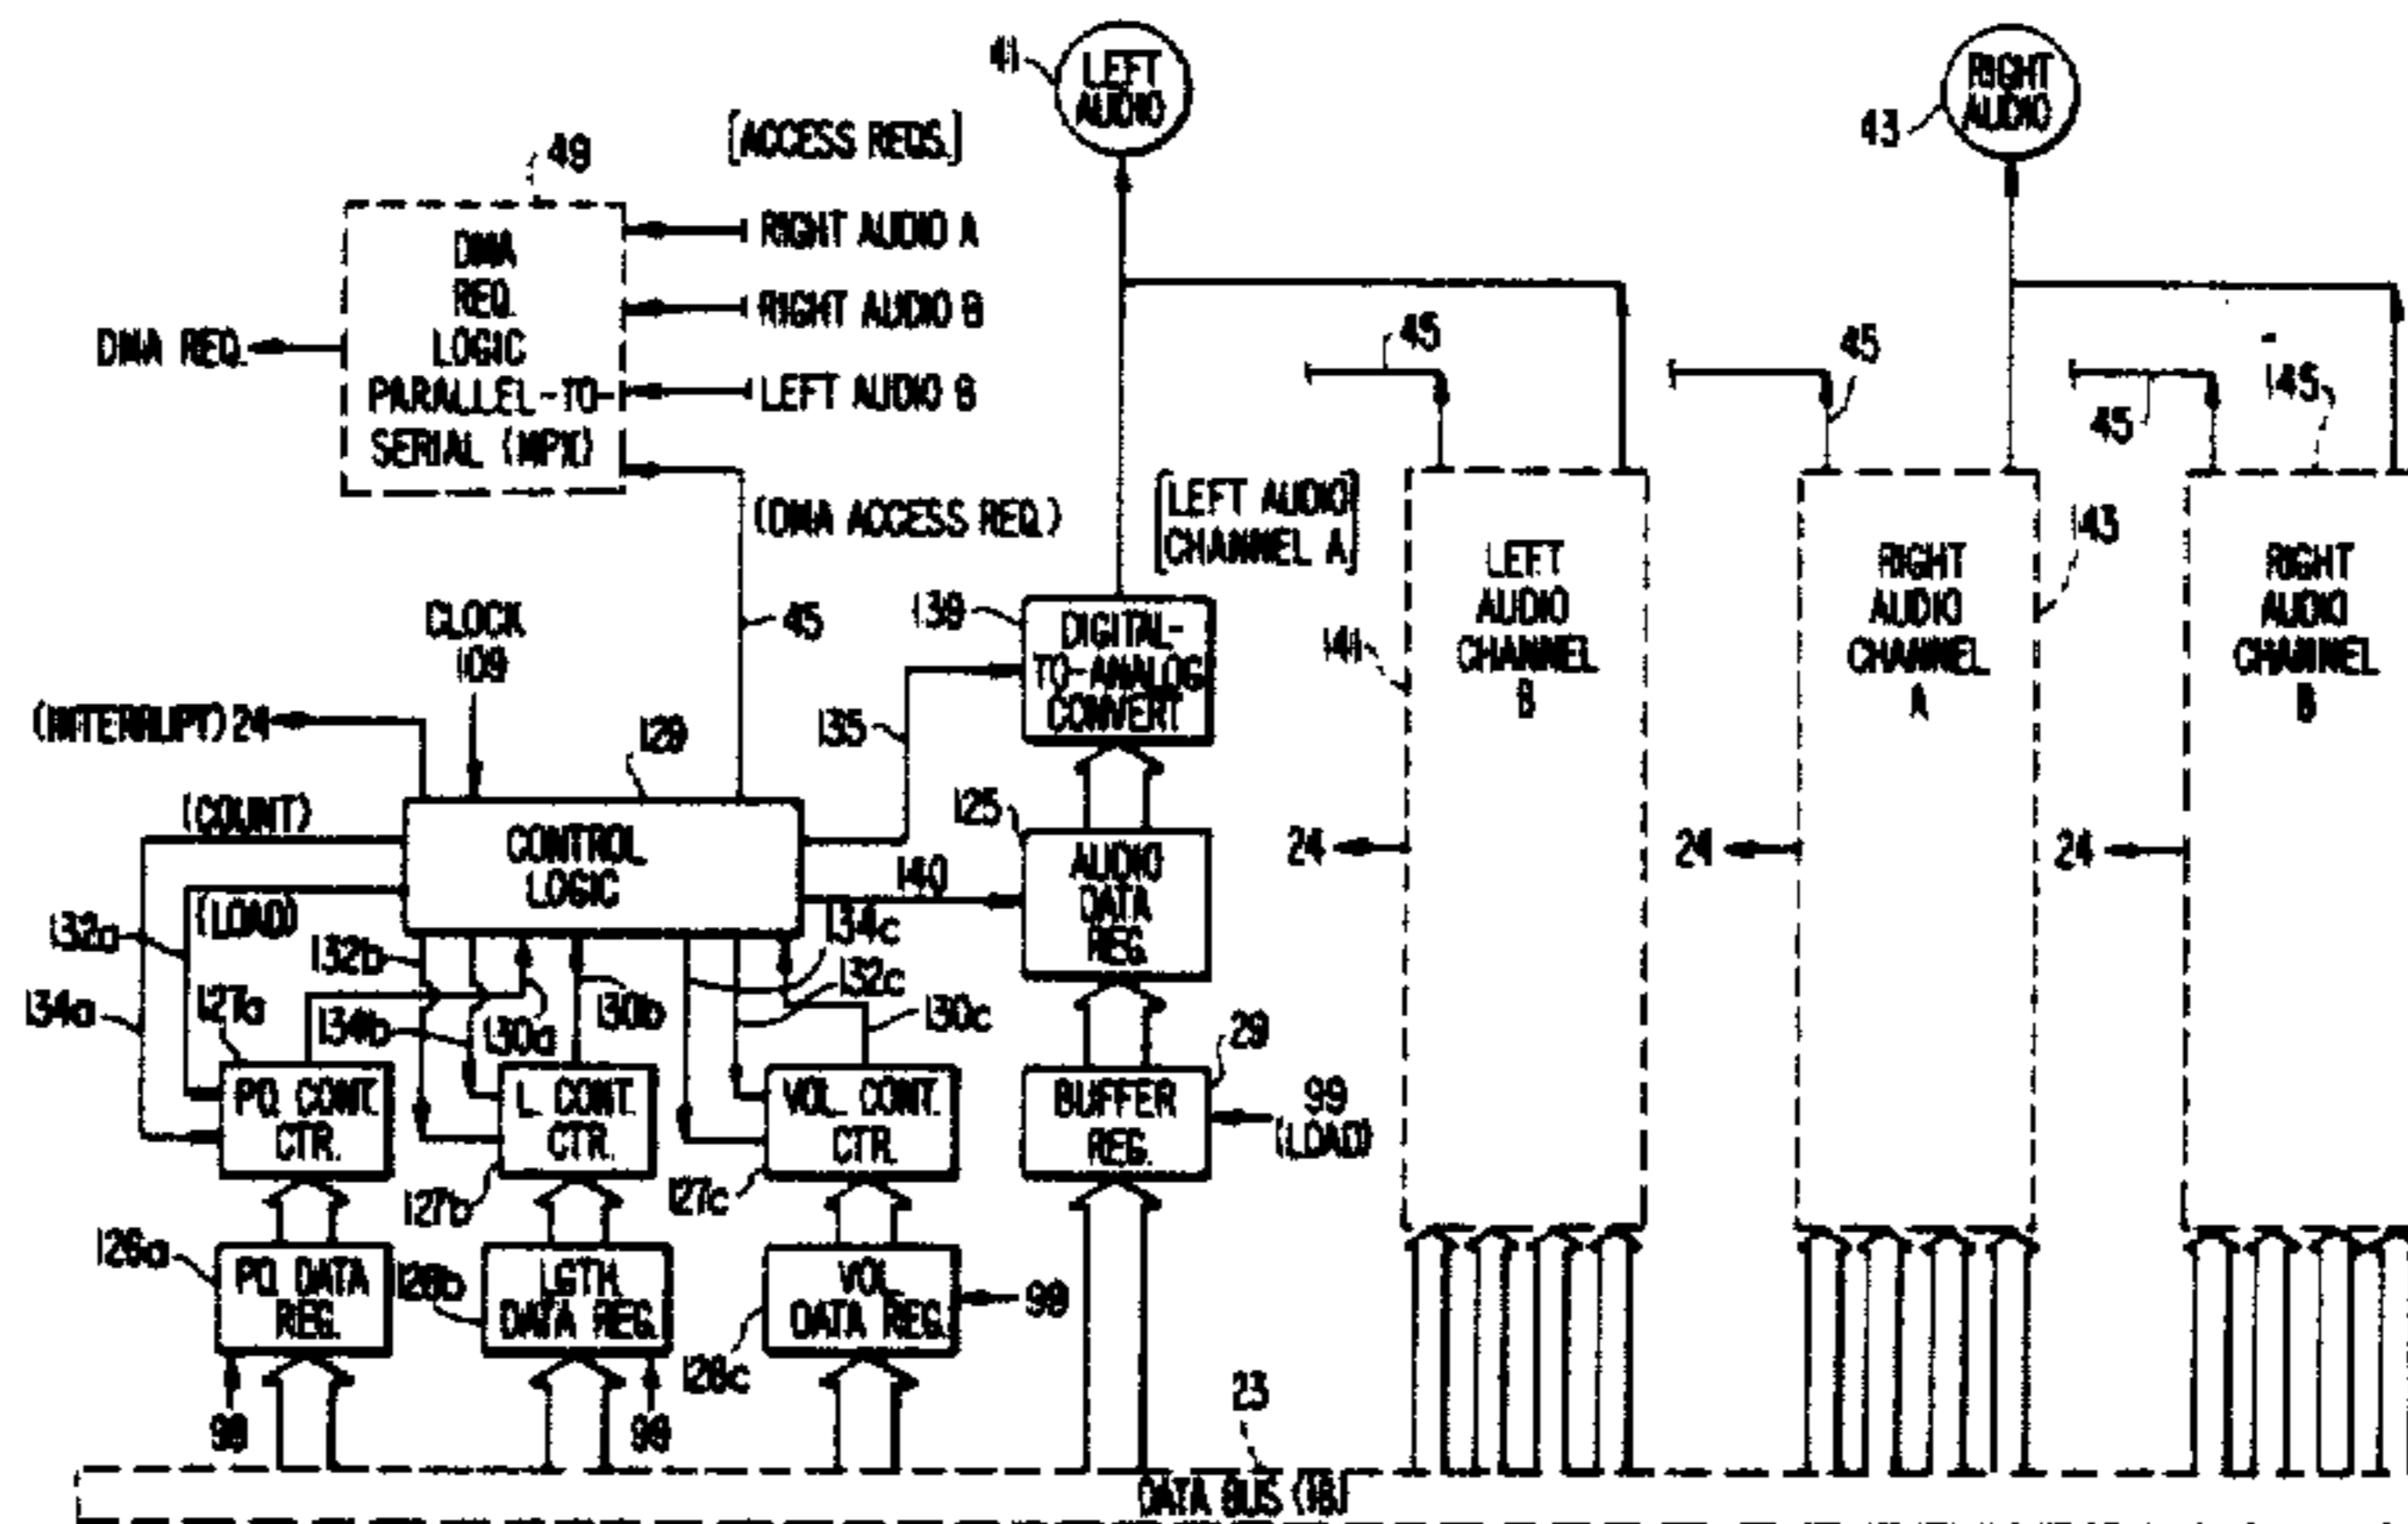 41
LEFT
AUDIO
RIGHT
AUDIO
43
[ACCESS REQS.]
49
DMA
REQ.
LOGIC
PARALLEL-TO-
SERIAL (MPX)
RIGHT AUDIO A
RIGHT AUDIO B
LEFT AUDIO B
DMA REQ.
(DMA ACCESS REQ.)
45
45
45
45
145
[LEFT AUDIO
CHANNEL A]
LEFT
AUDIO
CHANNEL
B
141
RIGHT
AUDIO
CHANNEL
A
143
RIGHT
AUDIO
CHANNEL
B
CLOCK
109
139
DIGITAL-
TO-ANALOG
CONVERT
135
(INTERRUPT) 24
129
(COUNT)
CONTROL
LOGIC
125
AUDIO
DATA
REG.
140
24
24
24
(LOAD)
132a
132b
134c
132c
134a
127a
134b
130a
130b
130c
29
PD. CONT.
CTR.
L. CONT.
CTR.
VOL. CONT.
CTR.
BUFFER
REG.
99
(LOAD)
127b
127c
126a
PD. DATA
REG.
126b
LGTH.
DATA REG.
VOL.
DATA REG.
99
126c
99
99
23
DATA BUS (16)